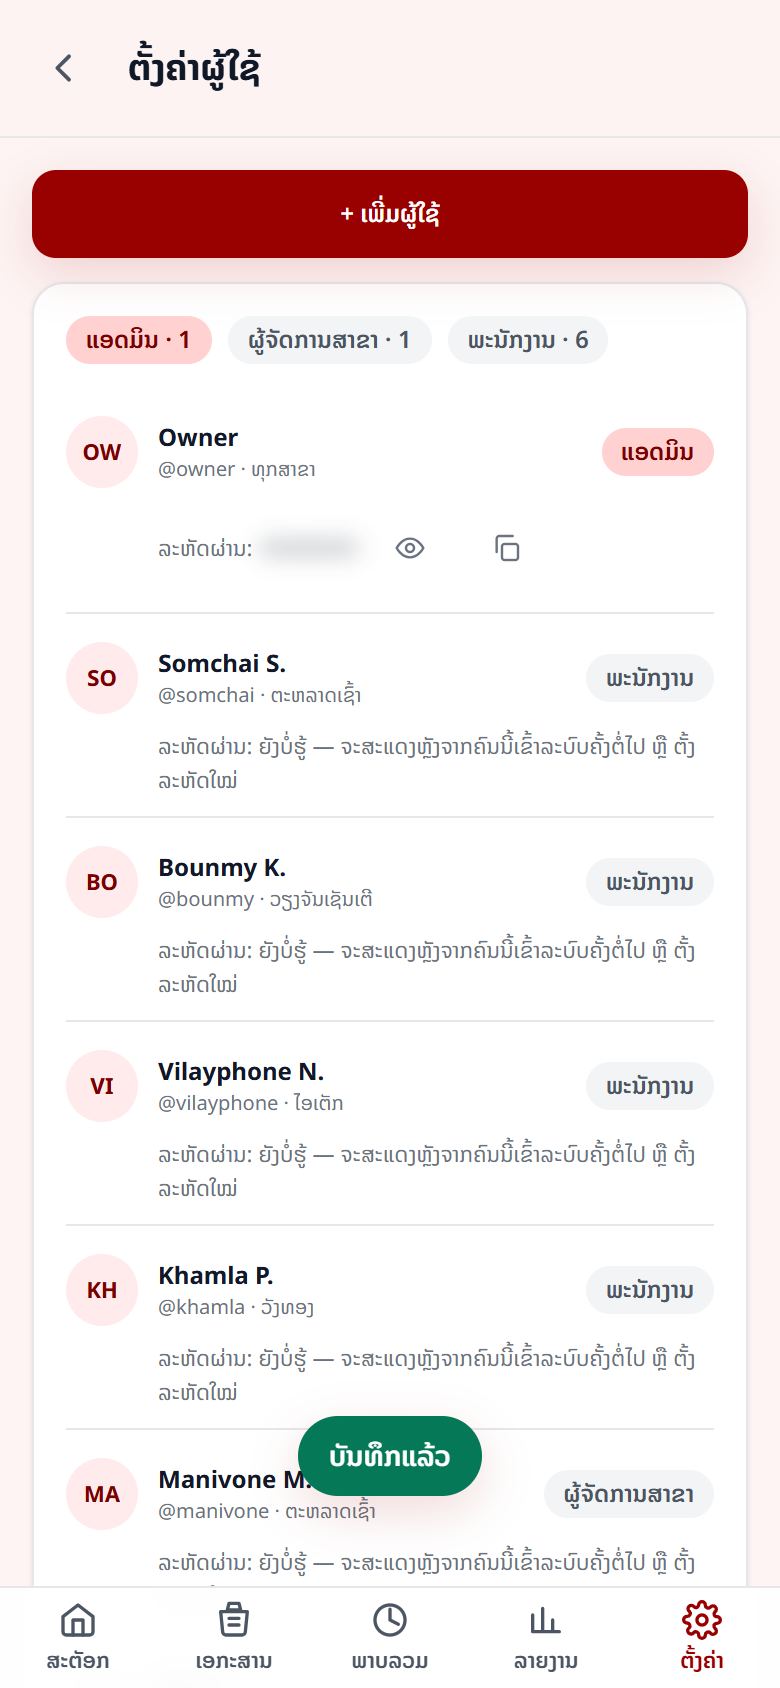 ຕັ້ງຄ່າຜູ້ໃຊ້
+ ເພີ່ມຜູ້ໃຊ້
ແອດມິນ · 1
ຜູ້ຈັດການສາຂາ · 1
ພະນັກງານ · 6
OW
Owner
@owner · ທຸກສາຂາ
ແອດມິນ
ລະຫັດຜ່ານ:
SO
Somchai S.
@somchai · ຕະຫລາດເຊົ້າ
ພະນັກງານ
ລະຫັດຜ່ານ: ຍັງບໍ່ຮູ້ — ຈະສະແດງຫຼັງຈາກຄົນນີ້ເຂົ້າລະບົບຄັ້ງຕໍ່ໄປ ຫຼື ຕັ້ງ
ລະຫັດໃໝ່
BO
Bounmy K.
@bounmy · ວຽງຈັນເຊັນເຕີ
ພະນັກງານ
ລະຫັດຜ່ານ: ຍັງບໍ່ຮູ້ — ຈະສະແດງຫຼັງຈາກຄົນນີ້ເຂົ້າລະບົບຄັ້ງຕໍ່ໄປ ຫຼື ຕັ້ງ
ລະຫັດໃໝ່
VI
Vilayphone N.
@vilayphone · ໄອເຕັກ
ພະນັກງານ
ລະຫັດຜ່ານ: ຍັງບໍ່ຮູ້ — ຈະສະແດງຫຼັງຈາກຄົນນີ້ເຂົ້າລະບົບຄັ້ງຕໍ່ໄປ ຫຼື ຕັ້ງ
ລະຫັດໃໝ່
KH
Khamla P.
@khamla · ວັງທອງ
ພະນັກງານ
ລະຫັດຜ່ານ: ຍັງບໍ່ຮູ້ — ຈະສະແດງຫຼັງຈາກຄົນນີ້ເຂົ້າລະບົບຄັ້ງຕໍ່ໄປ ຫຼື ຕັ້ງ
ລະຫັດໃໝ່
ບັນທຶກແລ້ວ
MA
Manivone M.
@manivone · ຕະຫລາດເຊົ້າ
ຜູ້ຈັດການສາຂາ
ລະຫັດຜ່ານ: ຍັງບໍ່ຮູ້ — ຈະສະແດງຫຼັງຈາກຄົນນີ້ເຂົ້າລະບົບຄັ້ງຕໍ່ໄປ ຫຼື ຕັ້ງ
ສະຕັອກ
ເອກະສານ
ພາບລວມ
ລາຍງານ
ຕັ້ງຄ່າ